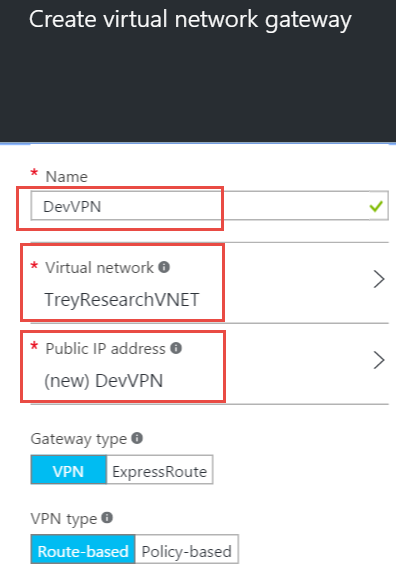 Create virtual network gateway
* Name
DevVPN
* Virtual network
TreyResearchVNET
* Public IP address
(new) DevVPN
Gateway type
VPN ExpressRoute
VPN type
Route-based Policy-based